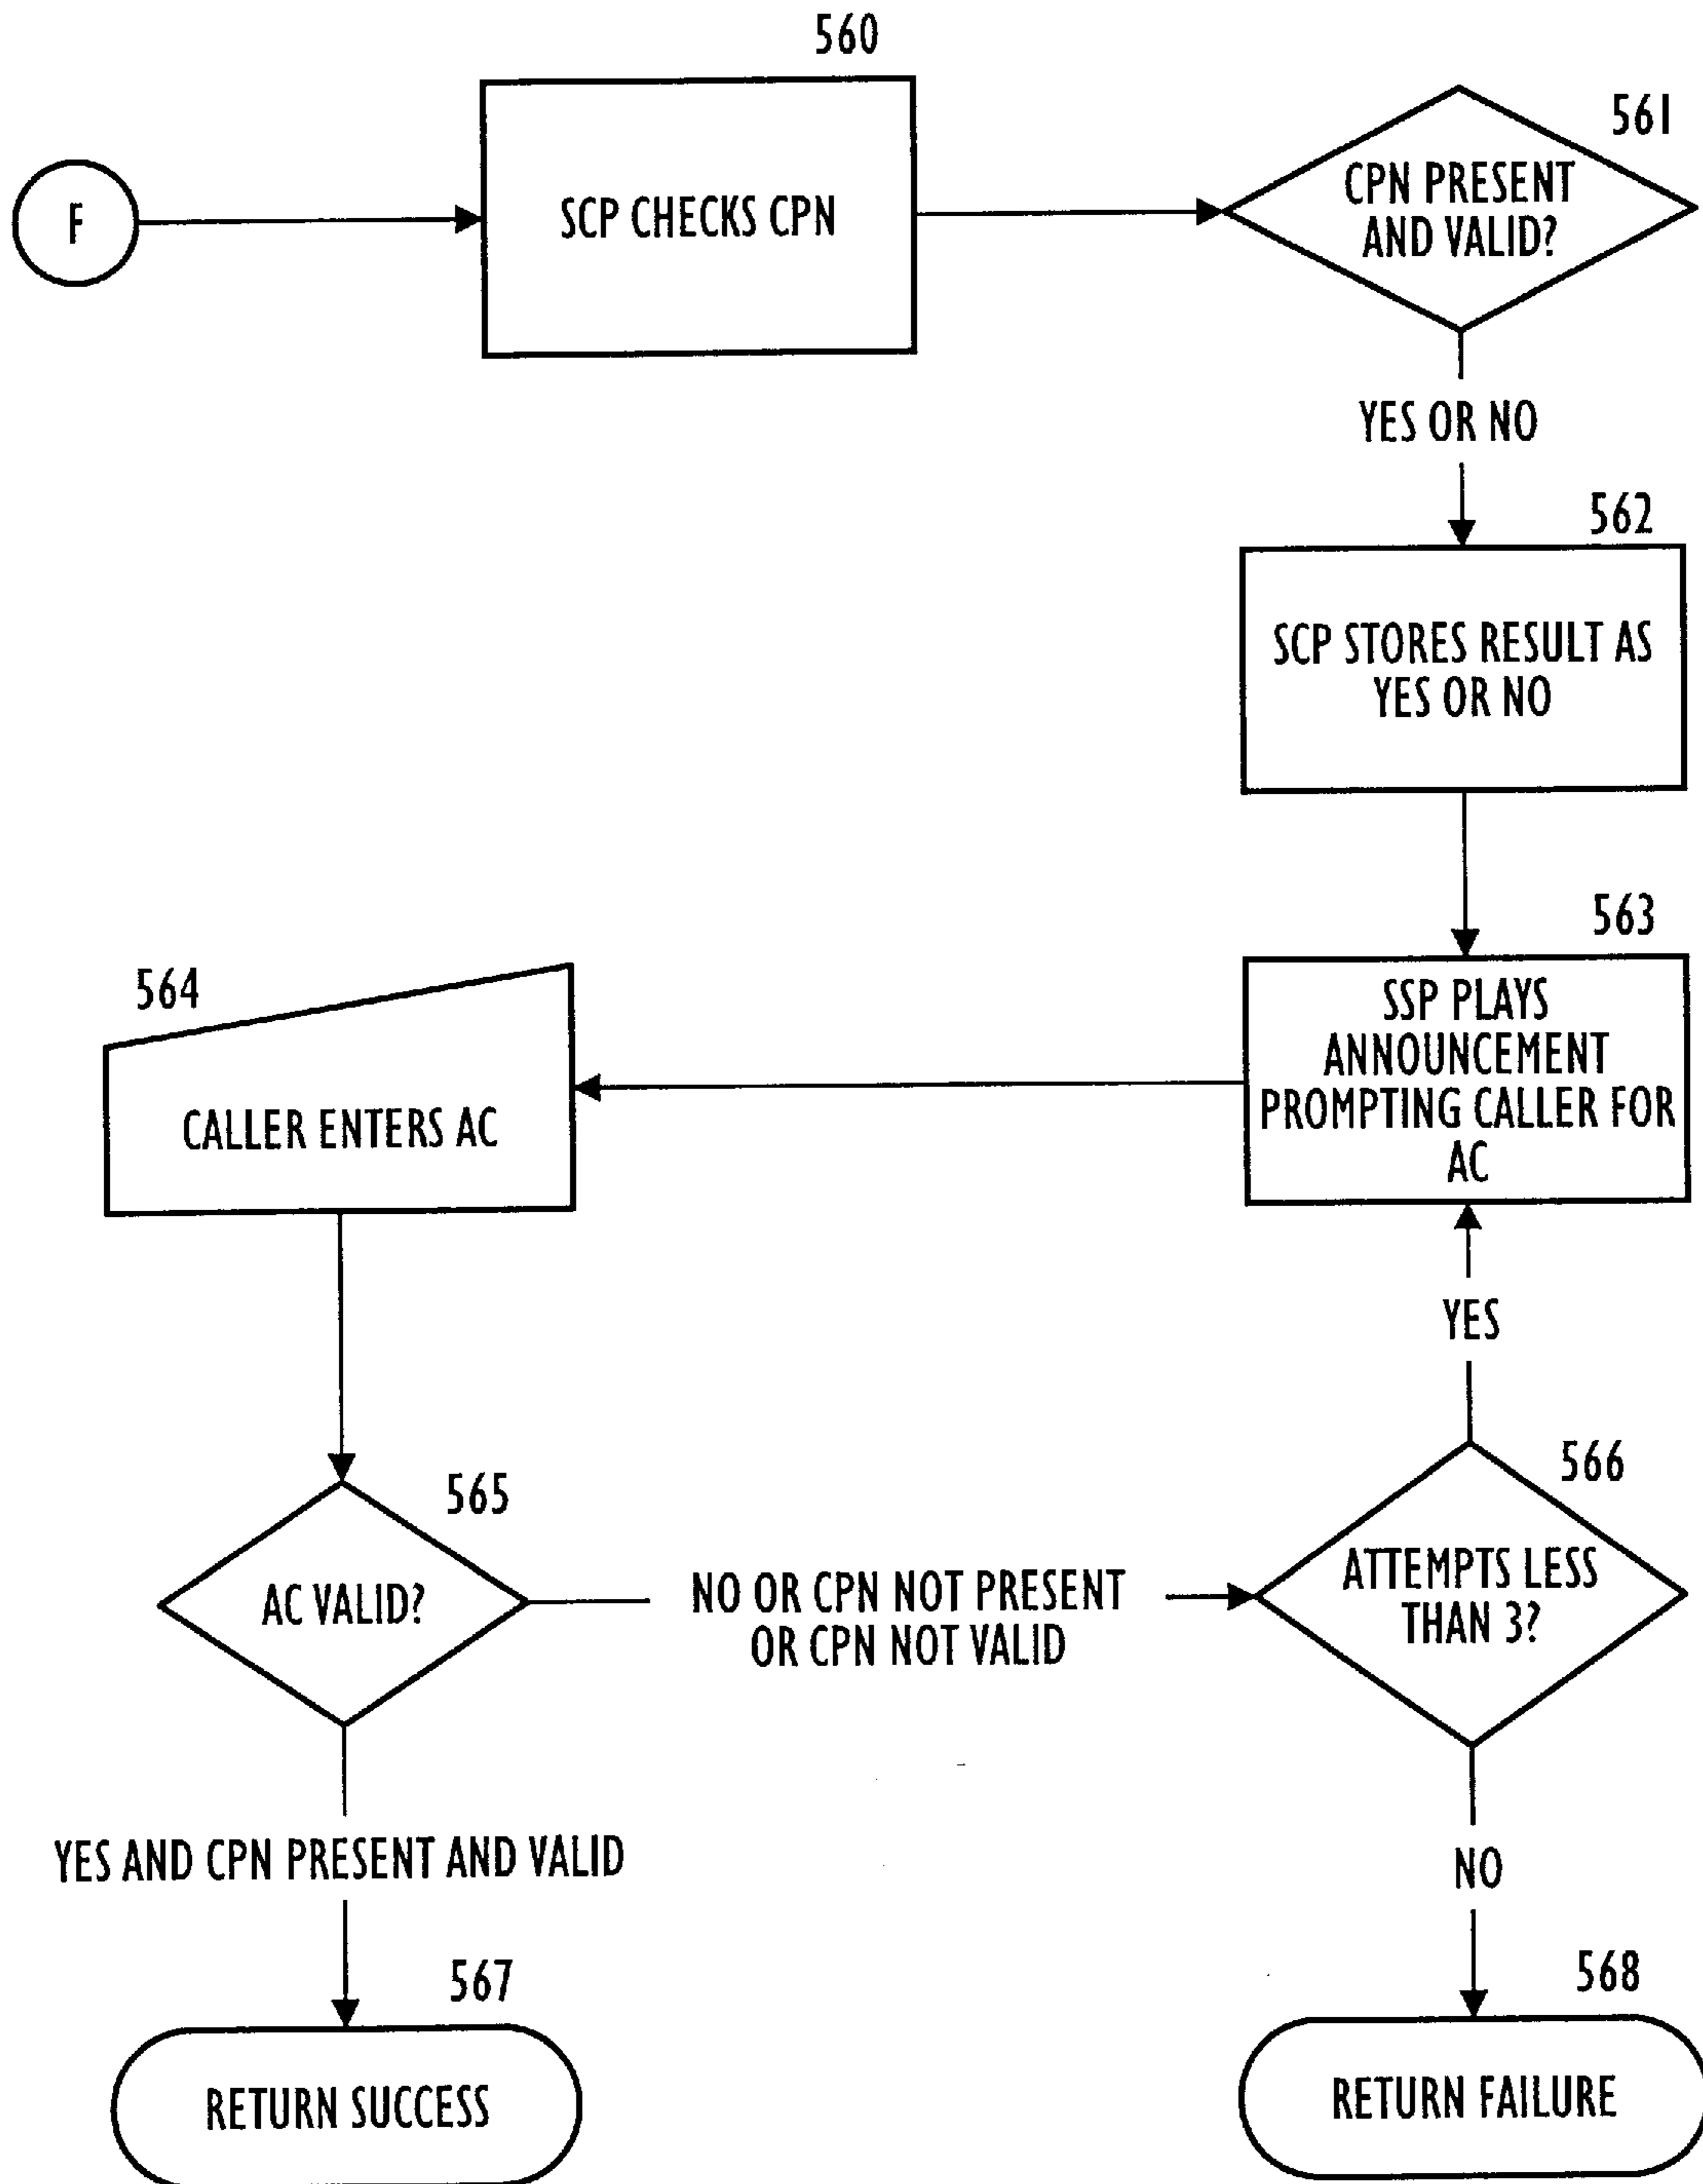 560
F
SCP CHECKS CPN
561
CPN PRESENT
AND VALID?
YES OR NO
562
SCP STORES RESULT AS
YES OR NO
563
SSP PLAYS
ANNOUNCEMENT
PROMPTING CALLER FOR
AC
564
CALLER ENTERS AC
YES
565
AC VALID?
NO OR CPN NOT PRESENT
OR CPN NOT VALID
566
ATTEMPTS LESS
THAN 3?
YES AND CPN PRESENT AND VALID
NO
567
RETURN SUCCESS
568
RETURN FAILURE